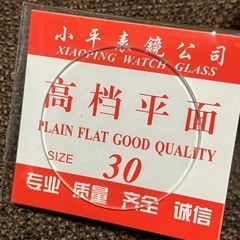 小平表鏡公司
XIAOPING WATCH GLASS
高档平面
PLAIN FLAT GOOD QUALITY
SIZE 30
专业 质量 齐全 诚信